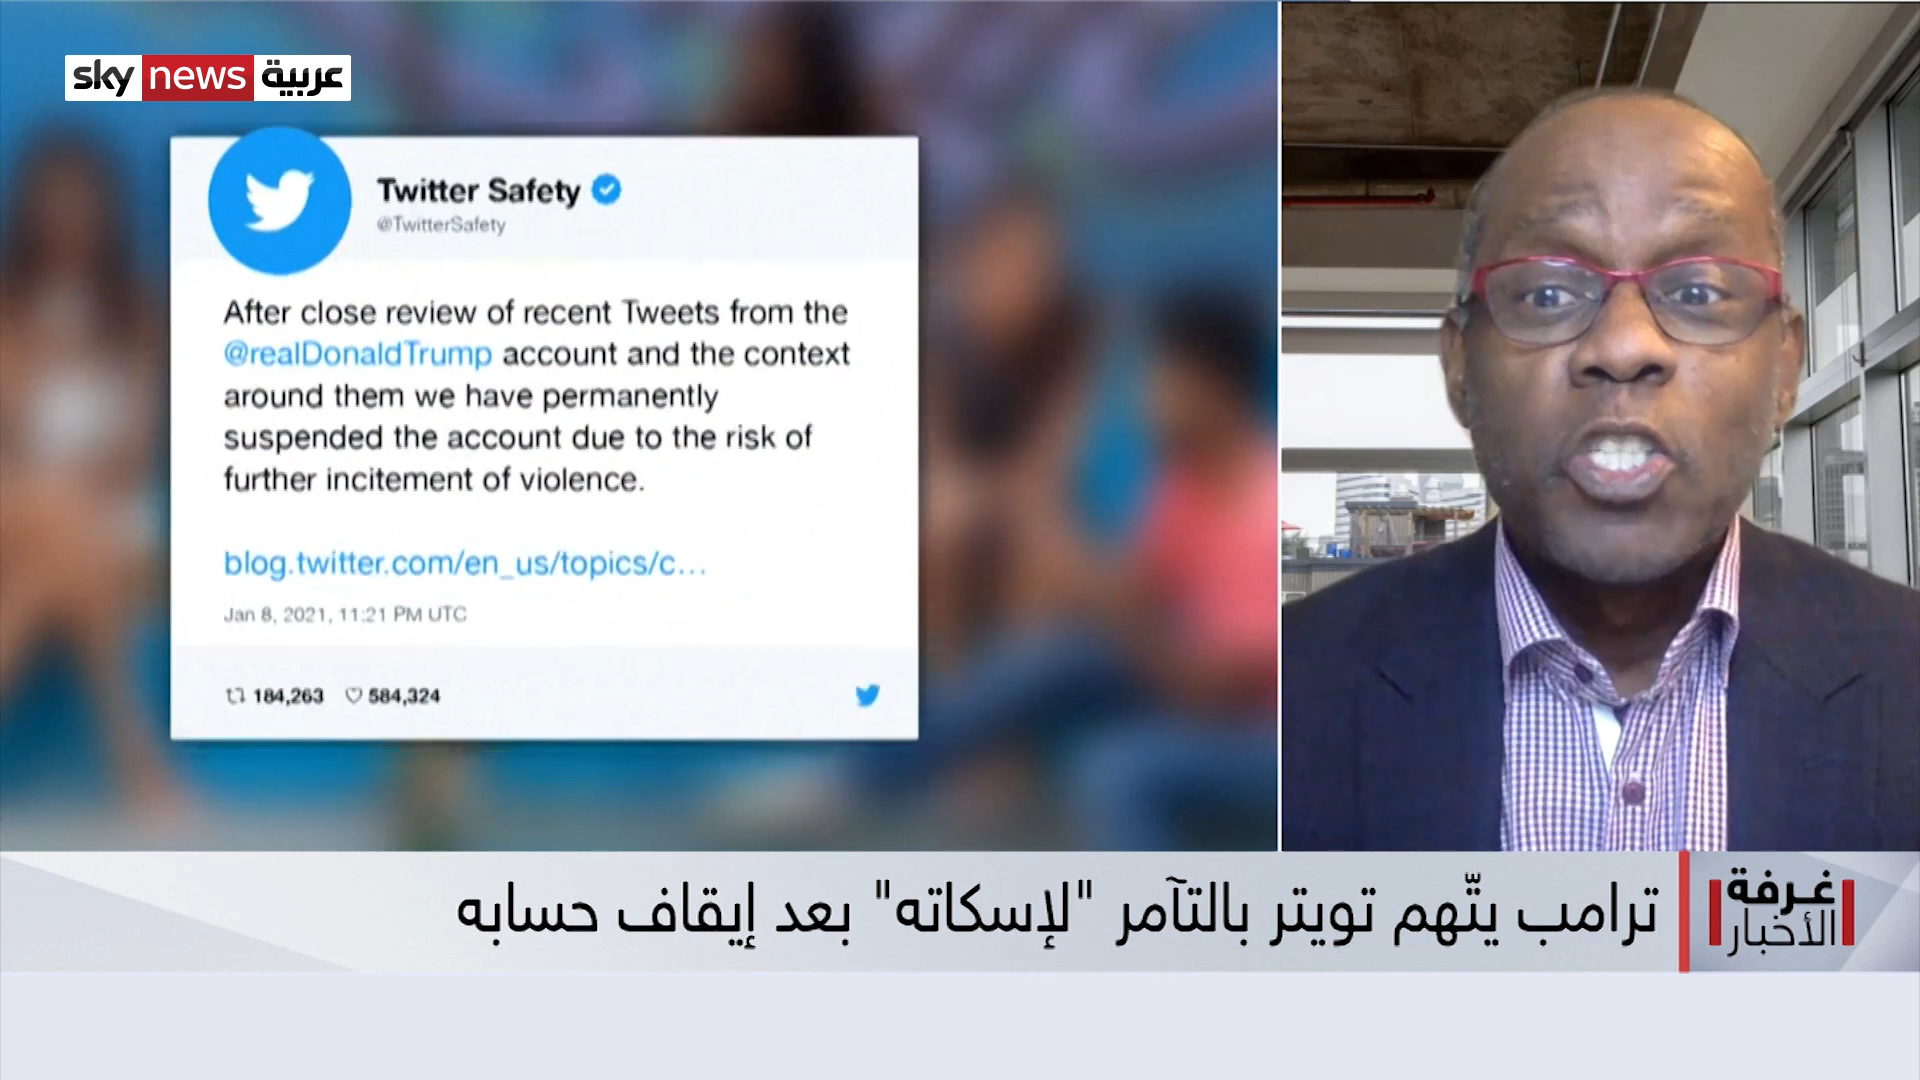 sky news عربية
Twitter Safety
@TwitterSafety
After close review of recent Tweets from the
@realDonaldTrump account and the context
around them we have permanently
suspended the account due to the risk of
further incitement of violence.
blog.twitter.com/en_us/topics/c...
Jan 8, 2021, 11:21 PM UTC
184,263 584,324
غرفة
الأخبار
ترامب يتّهم تويتر بالتآمر "لإسكاته" بعد إيقاف حسابه